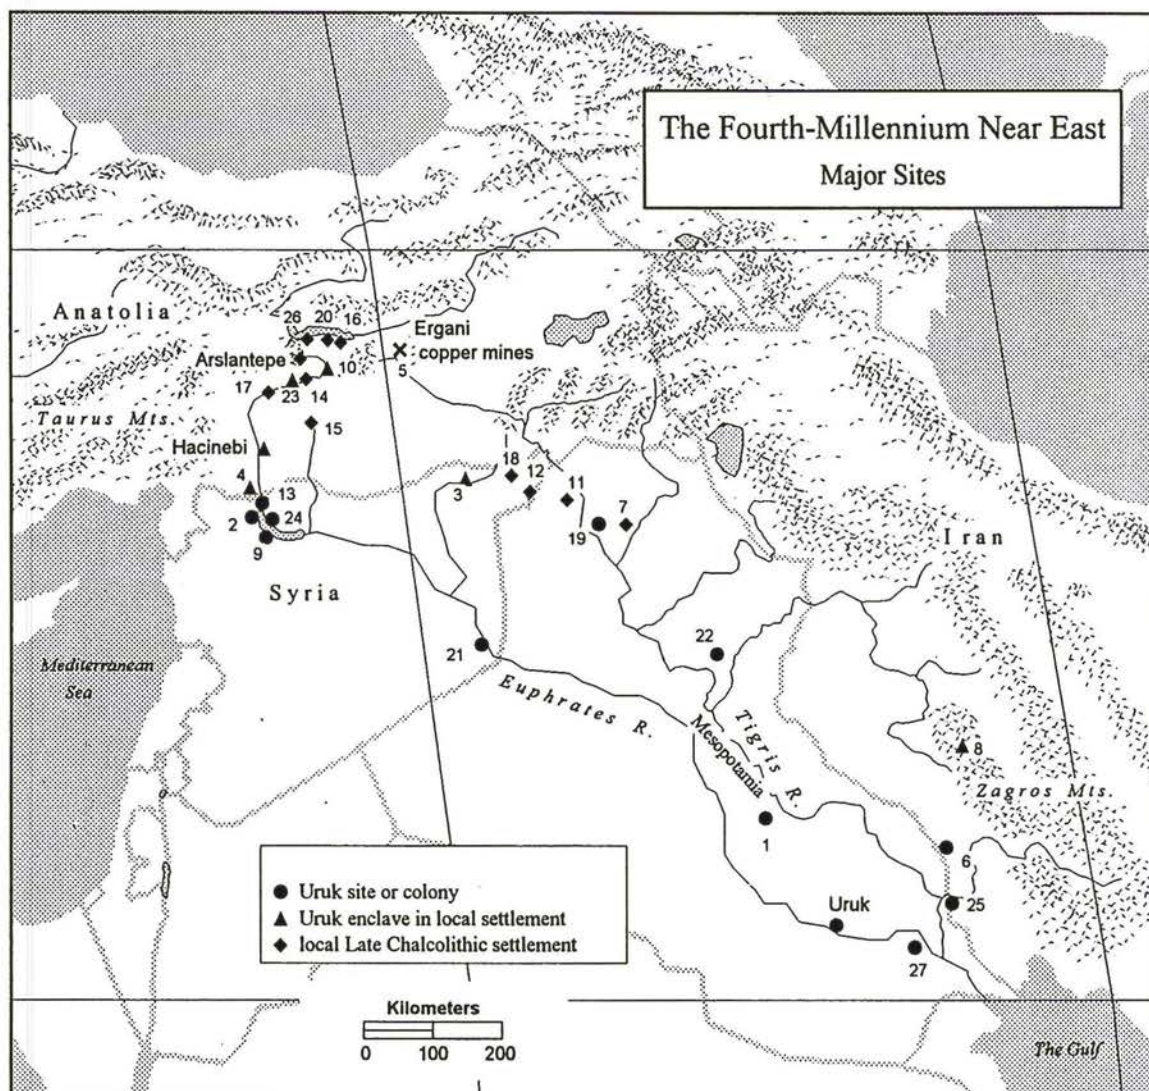 The Fourth-Millennium Near East
Major Sites
Anatolia
26
20
16
Ergani
copper mines
5
Arslantepe
10
17
23
14
Taurus Mts.
15
Hacinebi
18
12
11
4
3
13
7
2
24
19
9
Iran
Syria
22
21
Mediterranean
Sea
Euphrates R.
Mesopotamia
Tigris R.
8
Zagros Mts.
1
6
Uruk site or colony
Uruk enclave in local settlement
local Late Chalcolithic settlement
Uruk
25
27
Kilometers
0 100 200
The Gulf